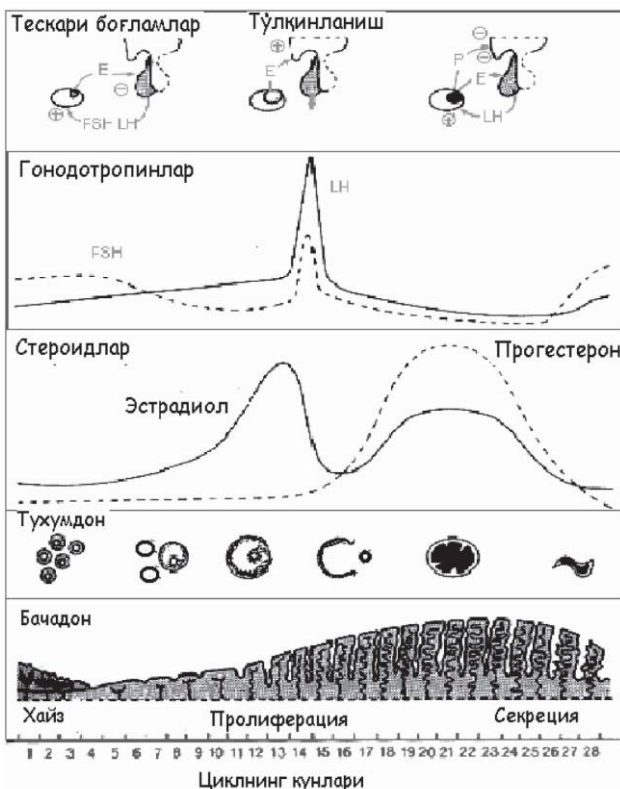 Тескари боғламлар Тўлқинланиш
E
FSH LH
E
P
E
LH
Гонодотропинлар
LH
FSH
Стероидлар
Прогестерон
Эстрадиол
Тухумдон
Бачадон
Хайз Пролиферация Секреция
1 2 3 4 5 6 7 8 9 10 11 12 13 14 15 16 17 18 19 20 21 22 23 24 25 26 27 28
Циклнинг кунлари